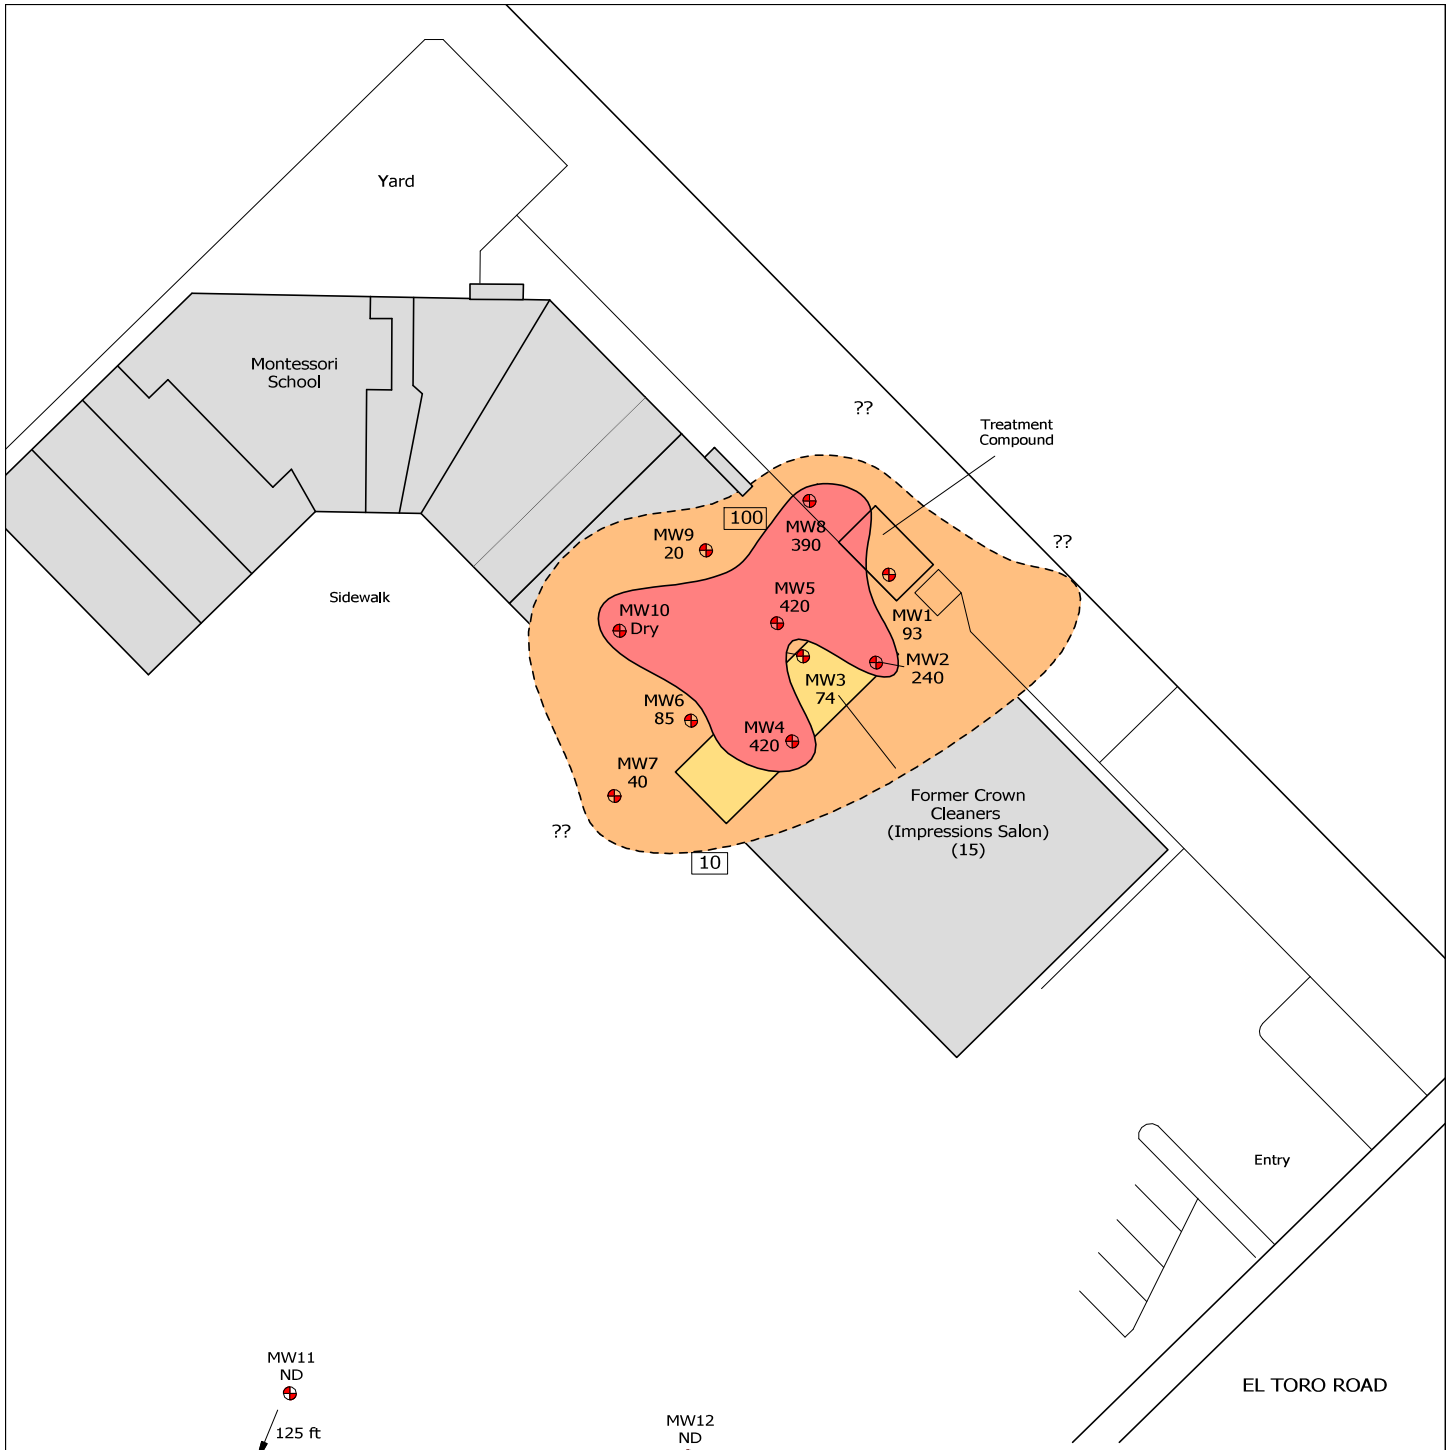 Yard
Montessori
School
??
Treatment
Compound
100
MW8
390
??
MW9
20
MW5
420
Sidewalk
MW10
Dry
MW1
93
MW2
240
MW3
74
MW6
85
MW4
420
MW7
40
??
Former Crown
Cleaners
(Impressions Salon)
(15)
10
Entry
MW11
ND
125 ft
EL TORO ROAD
MW12
ND